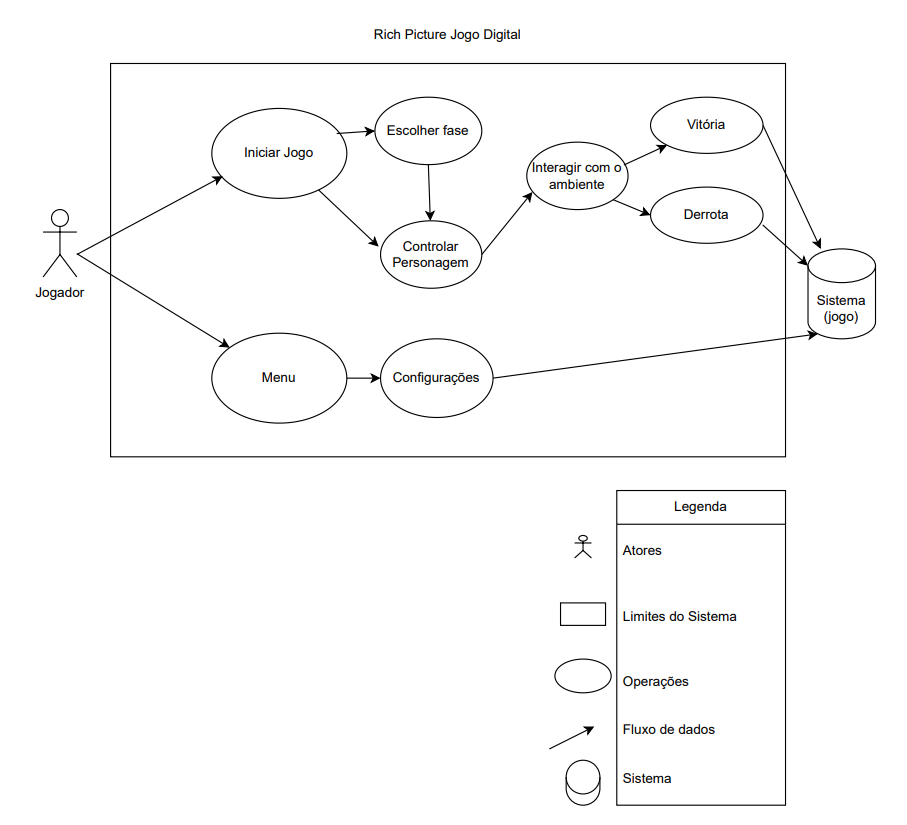 Rich Picture Jogo Digital
Iniciar Jogo
Escolher fase
Controlar
Personagem
Interagir com o
ambiente
Vitória
Derrota
Jogador
Sistema
(jogo)
Menu
Configurações
Legenda
Atores
Limites do Sistema
Operações
Fluxo de dados
Sistema